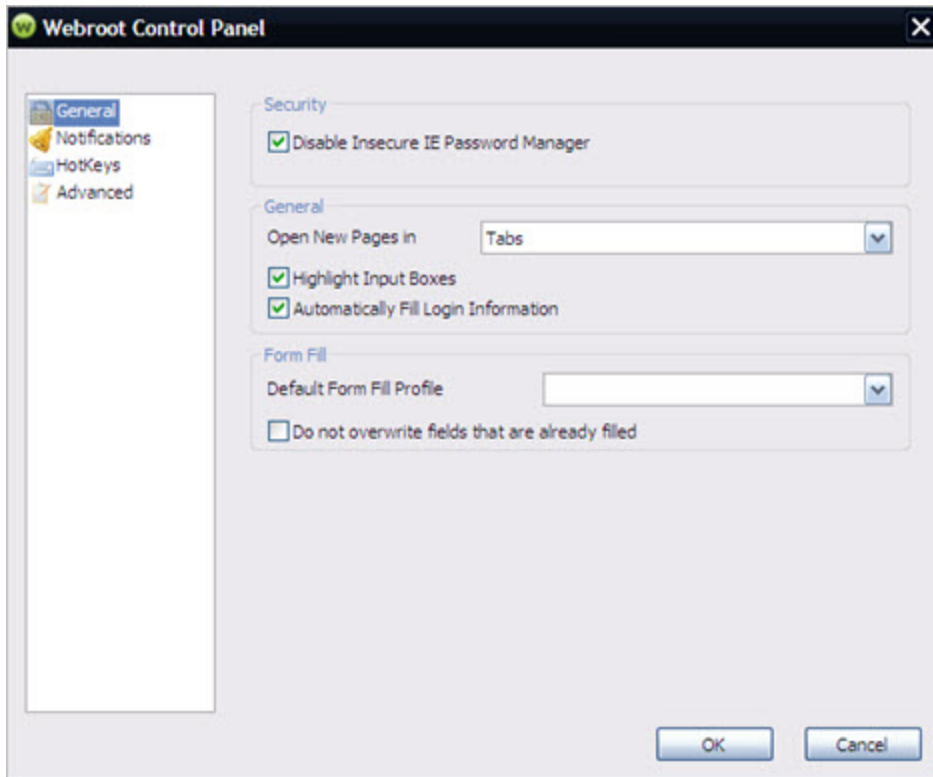 Webroot Control Panel
General
Notifications
HotKeys
Advanced
Security
Disable Insecure IE Password Manager
General
Open New Pages in Tabs
Highlight Input Boxes
Automatically Fill Login Information
Form Fill
Default Form Fill Profile
Do not overwrite fields that are already filled
OK Cancel